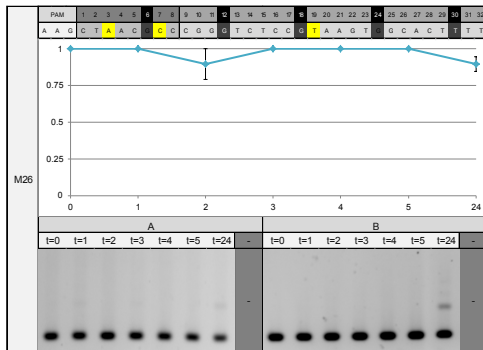 PAM 1 2 3 4 5 6 7 8 9 10 11 12 13 14 15 16 17 18 19 20 21 22 23 24 25 26 27 28 29 30 31 32
A A G C T A A C G C C C G G G T C T C C G T A A G T G G C A C T T T T
1
0.75
0.5
0.25
0
0 1 2 3 4 5 24
M26
A B
t=0 t=1 t=2 t=3 t=4 t=5 t=24 - t=0 t=1 t=2 t=3 t=4 t=5 t=24 -
- -